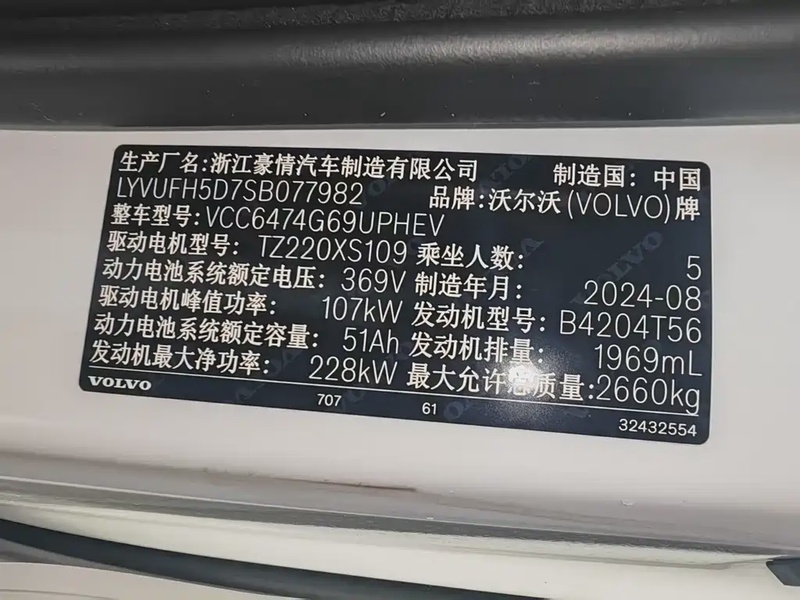 生产厂名:浙江豪情汽车制造有限公司 制造国: 中国
LYVUFH5D7SB077982 品牌:沃尔沃(VOLVO)牌
整车型号:VCC6474G69UPHEV
驱动电机型号: TZ220XS109 乘坐人数: 5
动力电池系统额定电压: 369V 制造年月: 2024-08
驱动电机峰值功率: 107kW 发动机型号: B4204T56
动力电池系统额定容量: 51Ah 发动机排量: 1969mL
发动机最大净功率: 228kW 最大允许总质量:2660kg
VOLVO 707 61 32432554